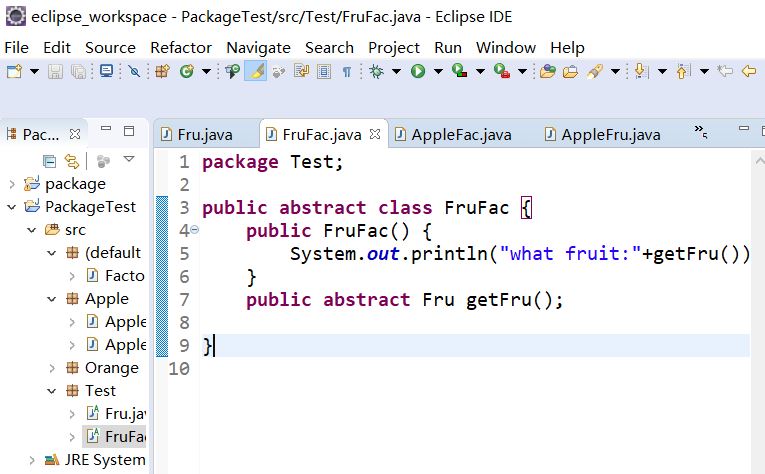 eclipse_workspace - PackageTest/src/Test/FruFac.java - Eclipse IDE
File Edit Source Refactor Navigate Search Project Run Window Help
Pac... Fru.java FruFac.java AppleFac.java AppleFru.java »5
package
PackageTest
src
(default
Facto
Apple
Apple
Apple
Orange
Test
Fru.jav
FruFac
JRE System
1 package Test;
2
3 public abstract class FruFac {
4 public FruFac() {
5 System.out.println("what fruit:"+getFru())
6 }
7 public abstract Fru getFru();
8
9 }
10